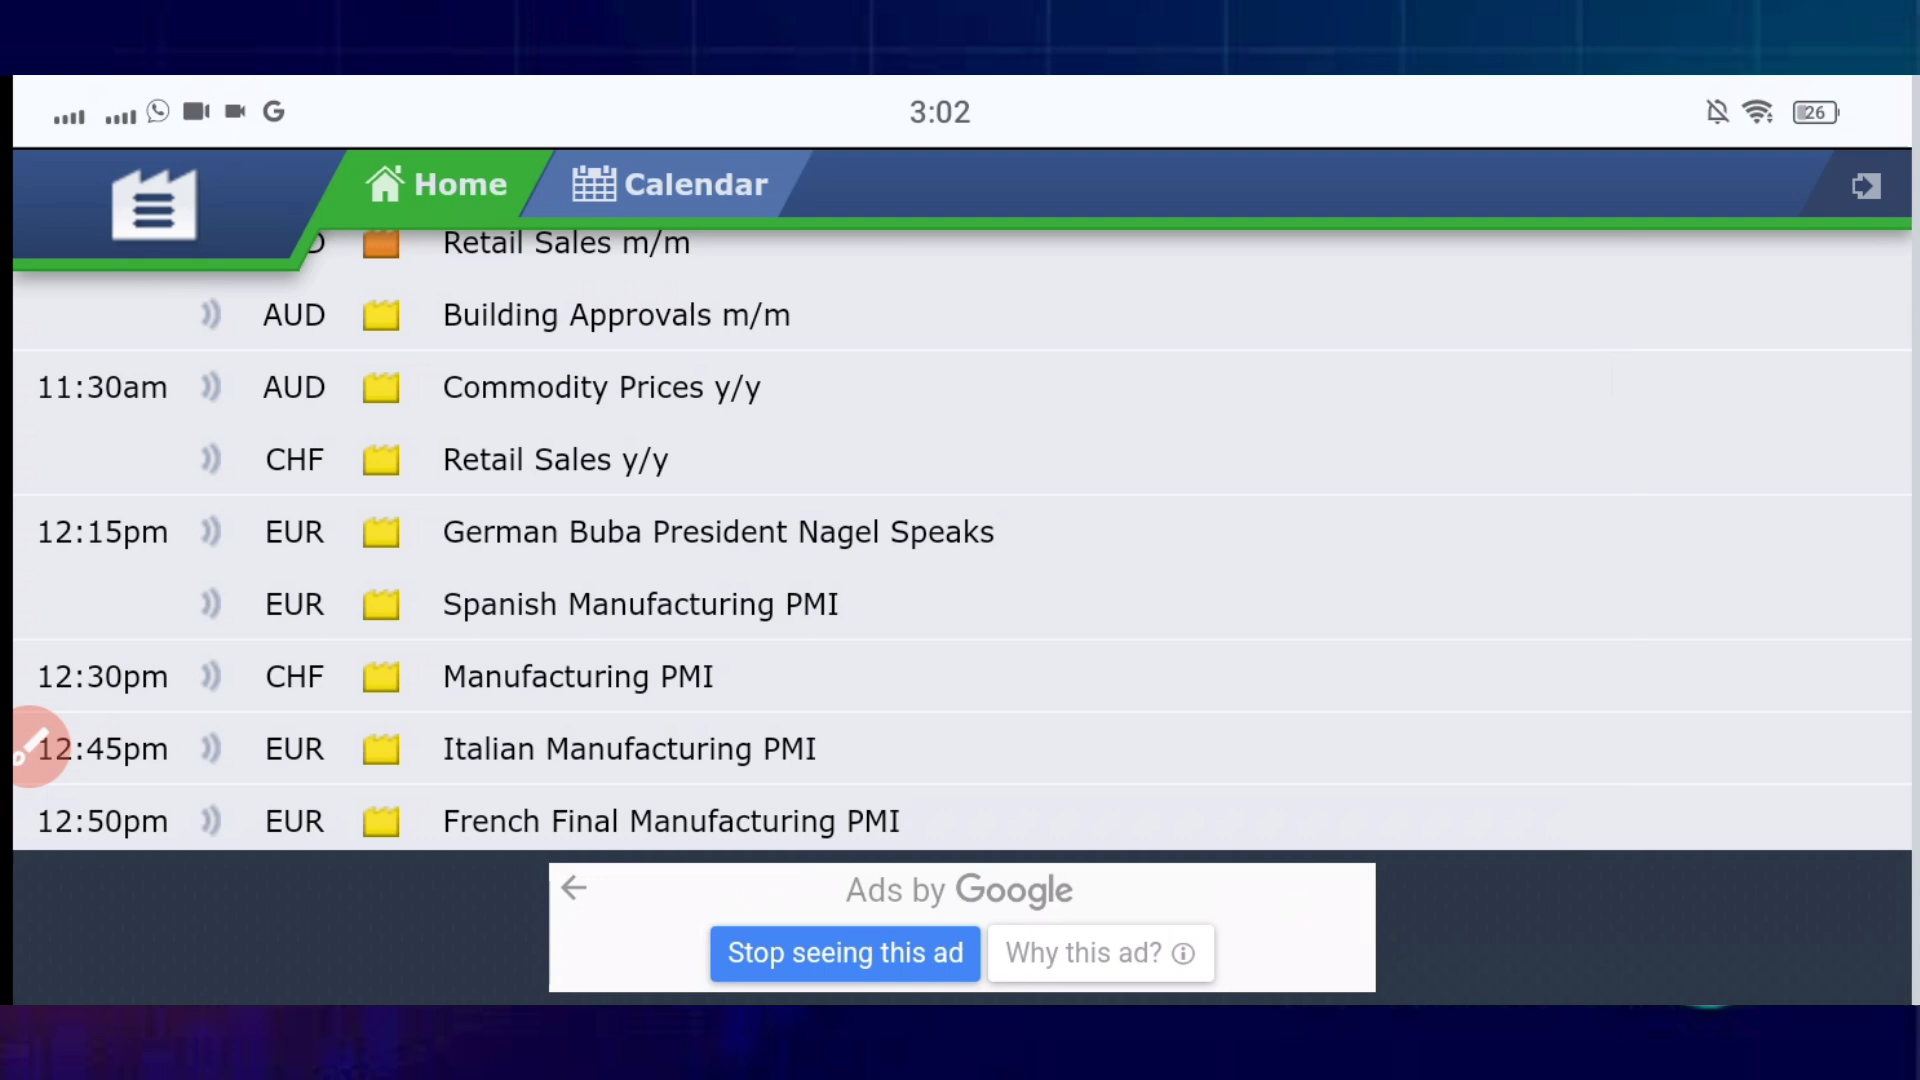 3:02
26
Home
Calendar
Retail Sales m/m
AUD Building Approvals m/m
11:30am AUD Commodity Prices y/y
CHF Retail Sales y/y
12:15pm EUR German Buba President Nagel Speaks
EUR Spanish Manufacturing PMI
12:30pm CHF Manufacturing PMI
12:45pm EUR Italian Manufacturing PMI
12:50pm EUR French Final Manufacturing PMI
Ads by Google
Stop seeing this ad
Why this ad?